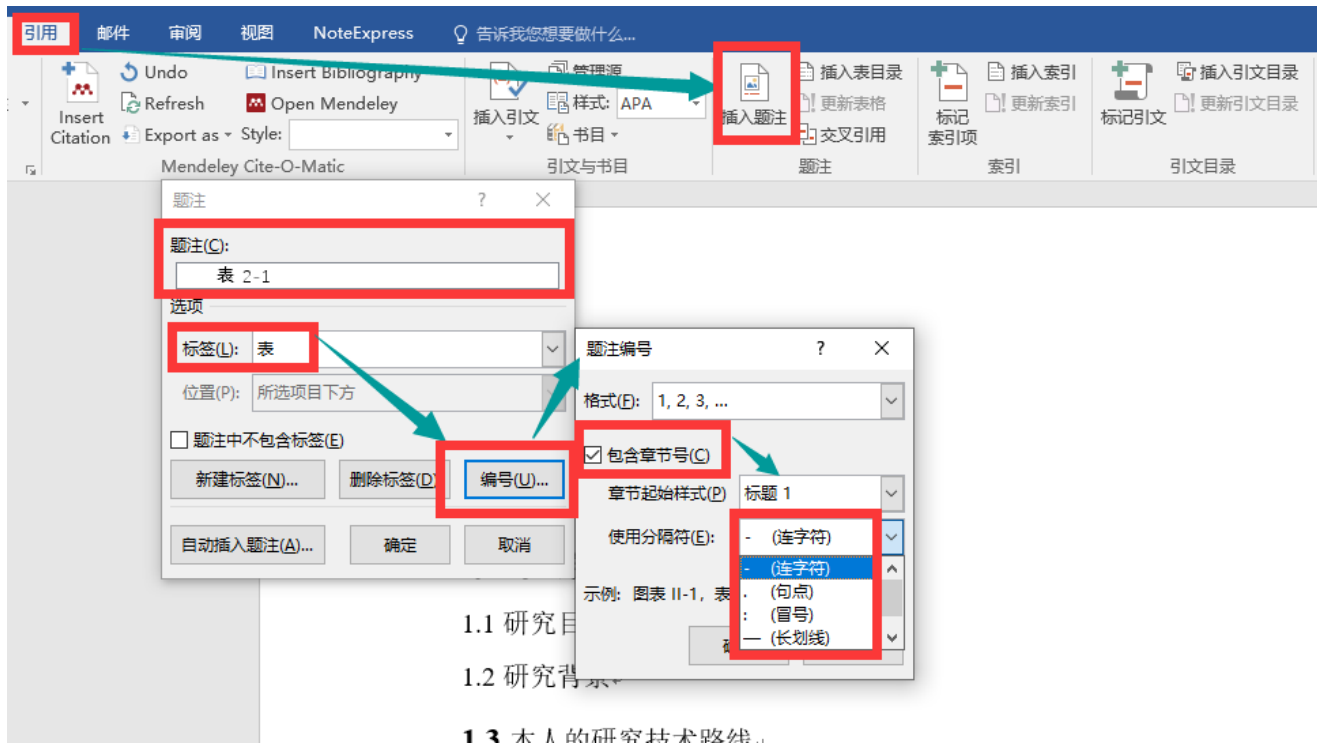 引用 邮件 审阅 视图 NoteExpress 告诉我您想要做什么...
Undo Insert Bibliography 管理源 插入表目录 插入索引 插入引文目录
Insert Citation Refresh Open Mendeley 插入引文 样式: APA 插入题注 更新表格 标记索引项 更新索引 标记引文 更新引文目录
Export as Style: 书目 交叉引用
Mendeley Cite-O-Matic 引文与书目 题注 索引 引文目录
题注 ?
题注(C):
表 2-1
选项
标签(L): 表
位置(P): 所选项目下方
题注中不包含标签(E)
新建标签(N)... 删除标签(D) 编号(U)...
自动插入题注(A)... 确定 取消
题注编号 ?
格式(F): 1, 2, 3, ...
包含章节号(C)
章节起始样式(P) 标题 1
使用分隔符(E): - (连字符)
- (连字符)
. (句点)
: (冒号)
— (长划线)
示例: 图表 II-1, 表
1.1 研究目
1.2 研究背景
1.3 本人的研究技术路线